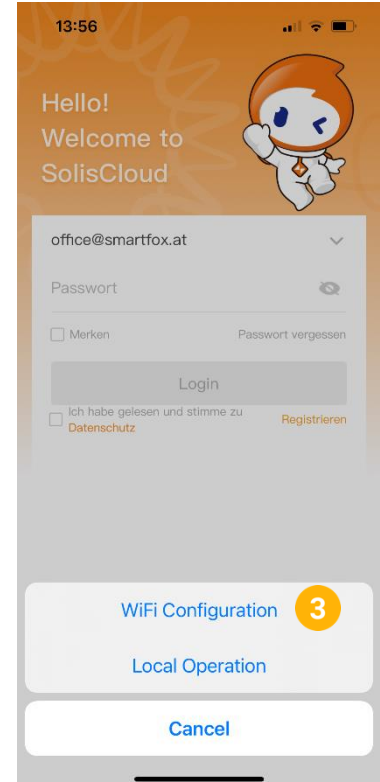 13:56
Hello!
Welcome to
SolisCloud
office@smartfox.at
Passwort
Merken Passwort vergessen
Login
Ich habe gelesen und stimme zu
Datenschutz Registrieren
WiFi Configuration 3
Local Operation
Cancel